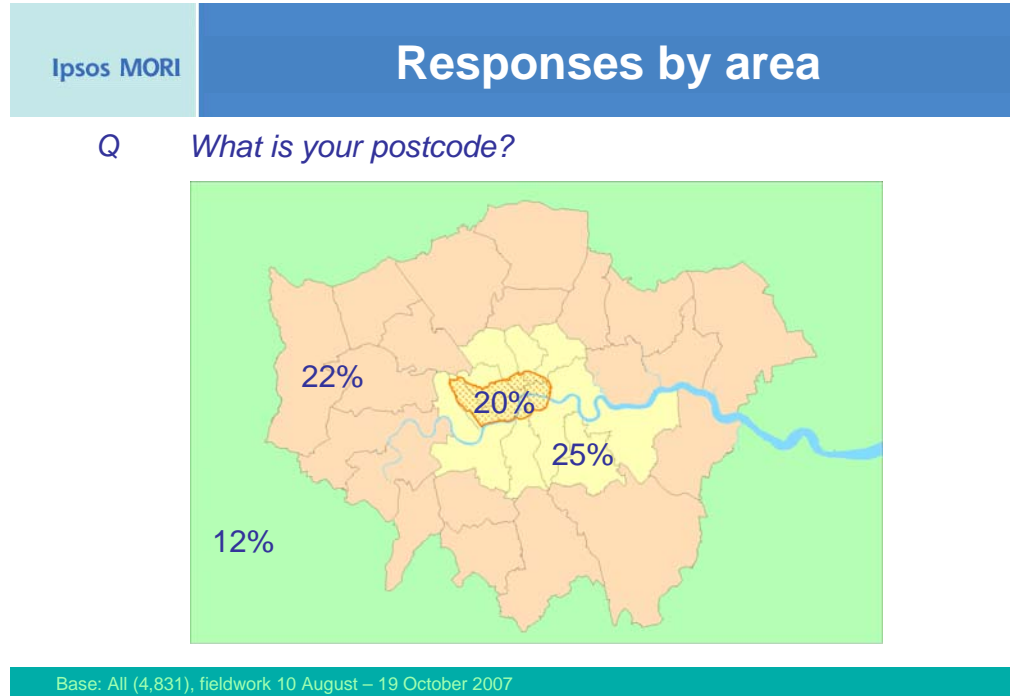 Ipsos MORI
Responses by area
Q What is your postcode?
22%
20%
25%
12%
Base: All (4,831), fieldwork 10 August – 19 October 2007